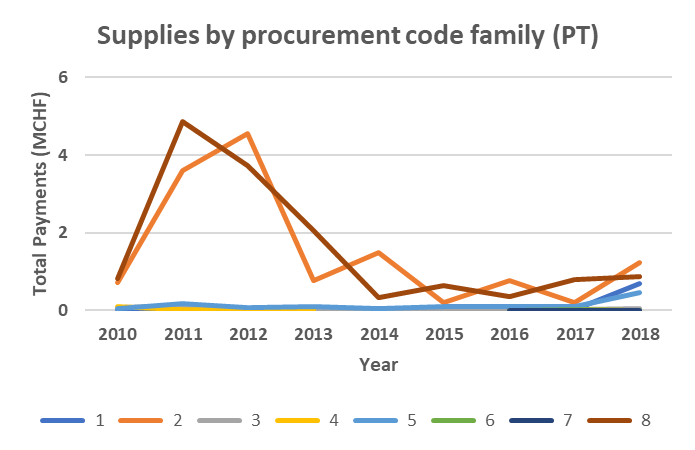 Supplies by procurement code family (PT)
6
4
2
0
Total Payments (MCHF)
2010 2011 2012 2013 2014 2015 2016 2017 2018
Year
1 2 3 4 5 6 7 8